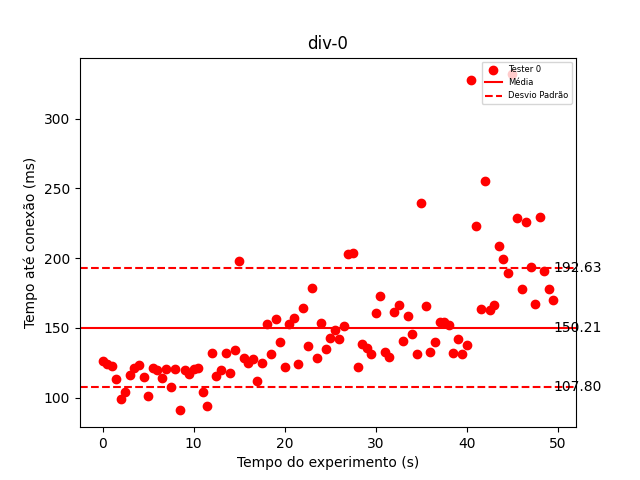 div-0
Tester 0
Média
Desvio Padrão
300
250
200
150
100
192.63
150.21
107.80
0
10
20
30
40
50
Tempo até conexão (ms)
Tempo do experimento (s)